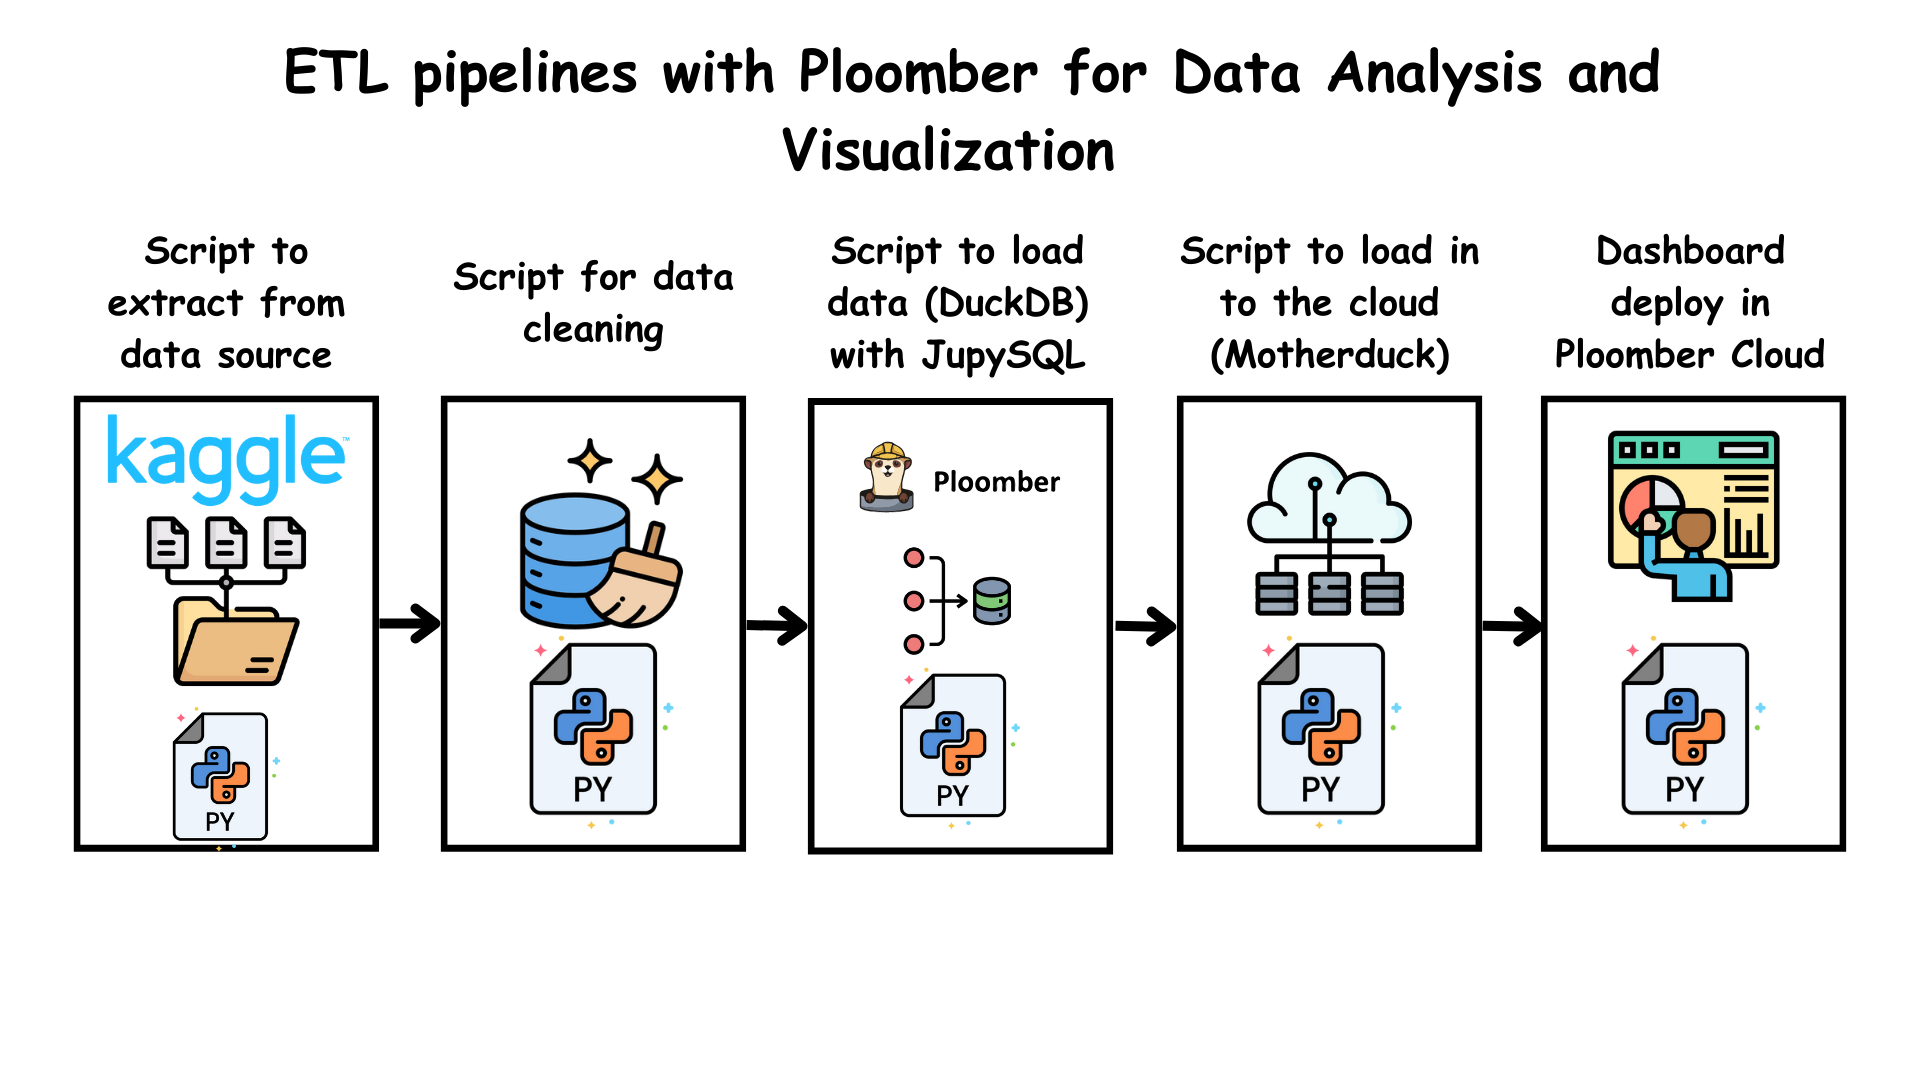 ETL pipelines with Ploomber for Data Analysis and
Visualization
Script to
extract from
data source
Script for data
cleaning
Script to load
data (DuckDB)
with JupySQL
Script to load in
to the cloud
(Motherduck)
Dashboard
deploy in
Ploomber Cloud
kaggle™
Ploomber
PY
PY
PY
PY
PY